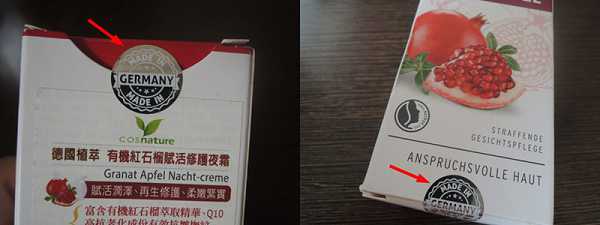 MADE IN
GERMANY
MADE IN
cosnature
德國植萃 有機紅石榴賦活修護夜霜
Granat Apfel Nacht-creme
賦活潤澤、再生修護、柔嫩緊實
富含有機紅石榴萃取精華、Q10
STRAFFENDE
GESICHTSPFLEGE
ANSPRUCHSVOLLE HAUT
MADE IN
GERMANY